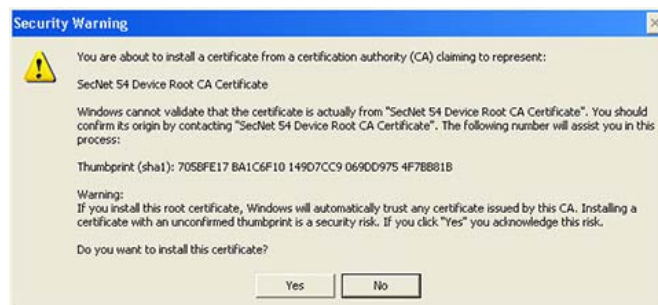 Security Warning
You are about to install a certificate from a certification authority (CA) claiming to represent:
SecNet 54 Device Root CA Certificate
Windows cannot validate that the certificate is actually from "SecNet 54 Device Root CA Certificate". You should
confirm its origin by contacting "SecNet 54 Device Root CA Certificate". The following number will assist you in this
process:
Thumbprint (sha1): 705BFE17 BA1C6F10 149D7CC9 069DD975 4F7BB81B
Warning:
If you install this root certificate, Windows will automatically trust any certificate issued by this CA. Installing a
certificate with an unconfirmed thumbprint is a security risk. If you click "Yes" you acknowledge this risk.
Do you want to install this certificate?
Yes No